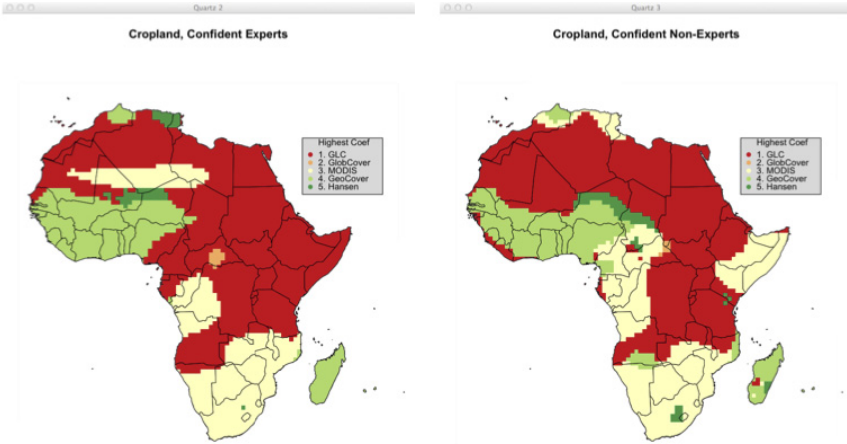 Quartz 2
Cropland, Confident Experts
Highest Coef
1. GLC
2. GlobCover
3. MODIS
4. GeoCover
5. Hansen
Quartz 3
Cropland, Confident Non-Experts
Highest Coef
1. GLC
2. GlobCover
3. MODIS
4. GeoCover
5. Hansen